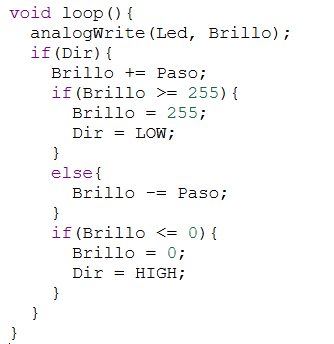 void loop(){
  analogWrite(Led, Brillo);
  if(Dir){
    Brillo += Paso;
    if(Brillo >= 255){
      Brillo = 255;
      Dir = LOW;
    }
    else{
      Brillo -= Paso;
    }
    if(Brillo <= 0){
      Brillo = 0;
      Dir = HIGH;
    }
  }
}